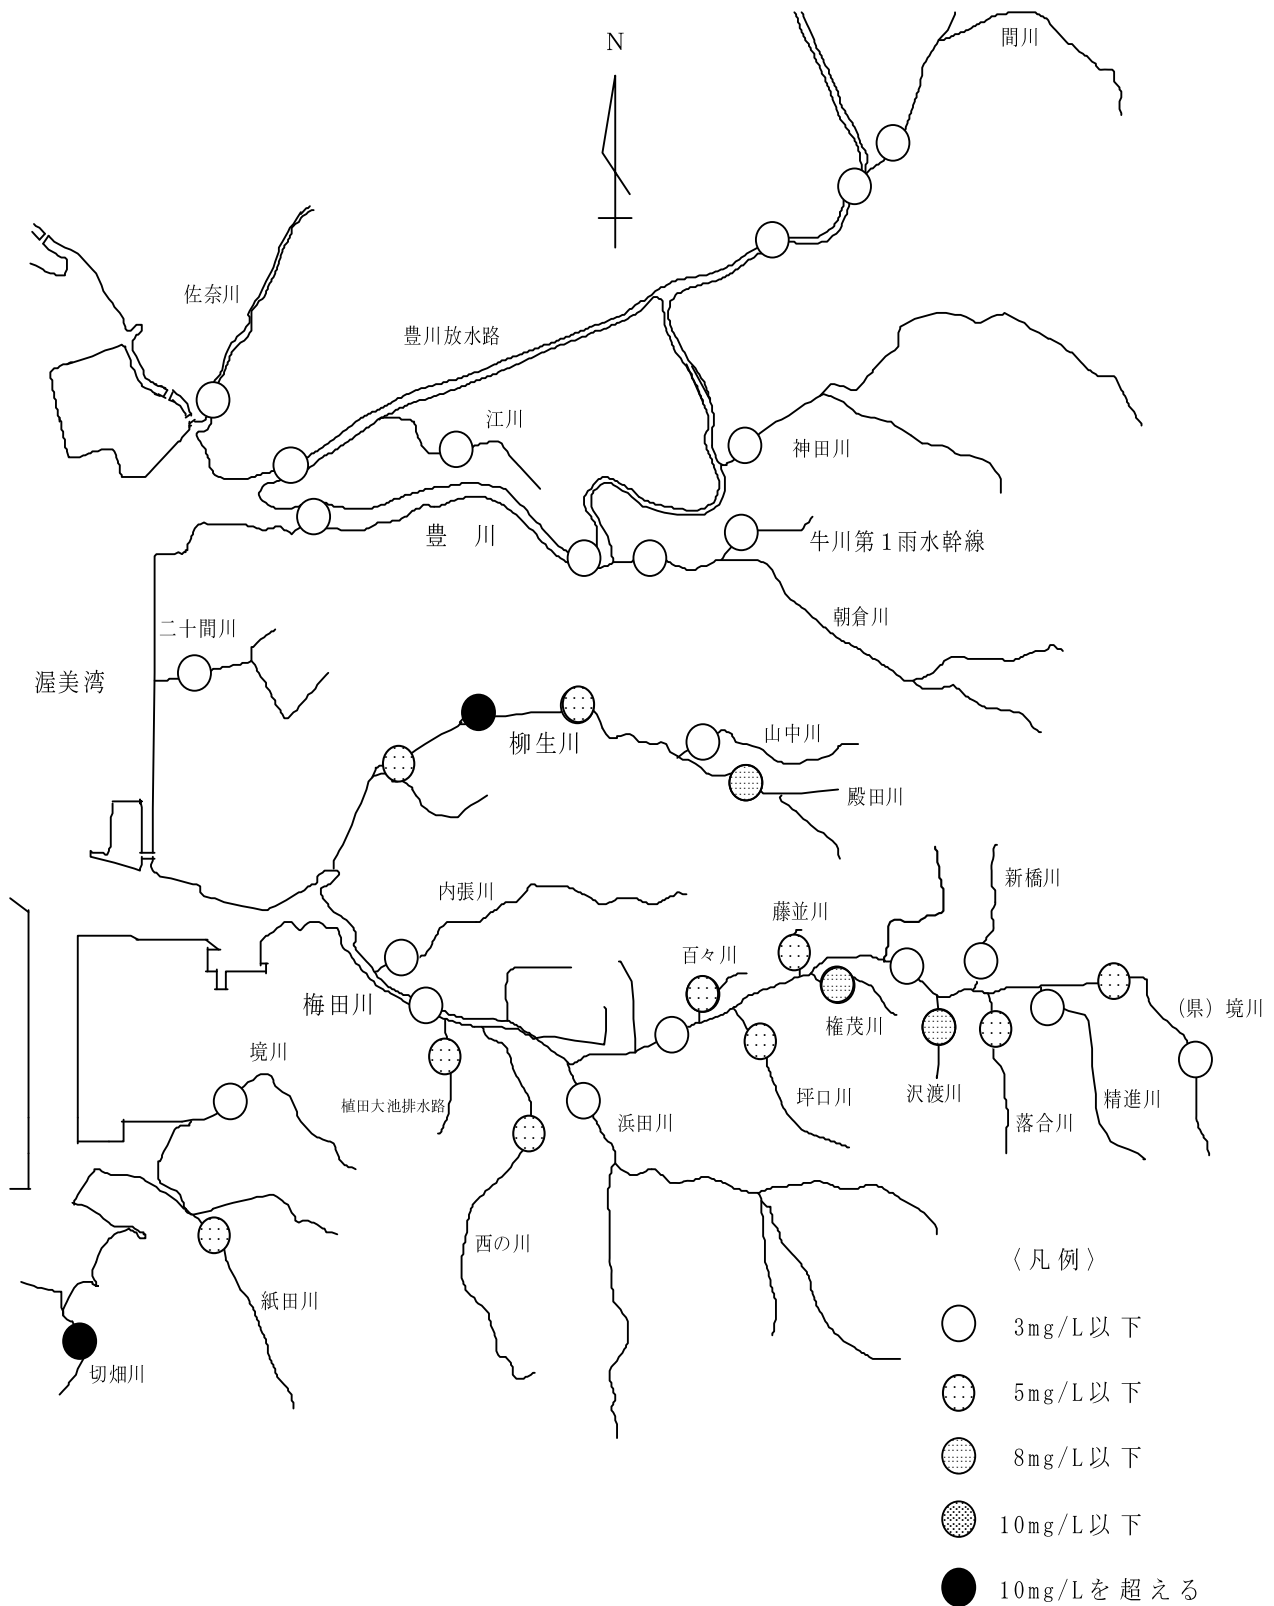 間川
N
佐奈川
豊川放水路
江川
神田川
豊 川
牛川第1雨水幹線
朝倉川
二十間川
渥美湾
柳生川
山中川
殿田川
内張川
新橋川
藤並川
百々川
梅田川
権茂川
(県)境川
境川
植田大池排水路
浜田川
坪口川
沢渡川
落合川
精進川
西の川
紙田川
切畑川
〈凡例〉
3mg/L以下
5mg/L以下
8mg/L以下
10mg/L以下
10mg/Lを超える